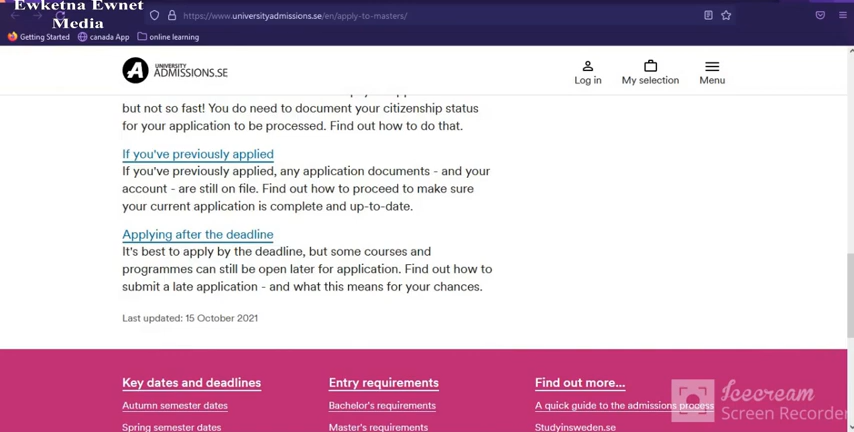 Ewketna Ewnet
Media
https://www.universityadmissions.se/en/apply-to-masters/
Getting Started
canada App
online learning
UNIVERSITY
ADMISSIONS.SE
Log in
My selection
Menu
but not so fast! You do need to document your citizenship status
for your application to be processed. Find out how to do that.
If you've previously applied
If you've previously applied, any application documents - and your
account - are still on file. Find out how to proceed to make sure
your current application is complete and up-to-date.
Applying after the deadline
It's best to apply by the deadline, but some courses and
programmes can still be open later for application. Find out how to
submit a late application - and what this means for your chances.
Last updated: 15 October 2021
Key dates and deadlines
Entry requirements
Find out more...
Autumn semester dates
Bachelor's requirements
A quick guide to the admissions process
Spring semester dates
Master's requirements
Studyinsweden.se
Icecream
Screen Recorder